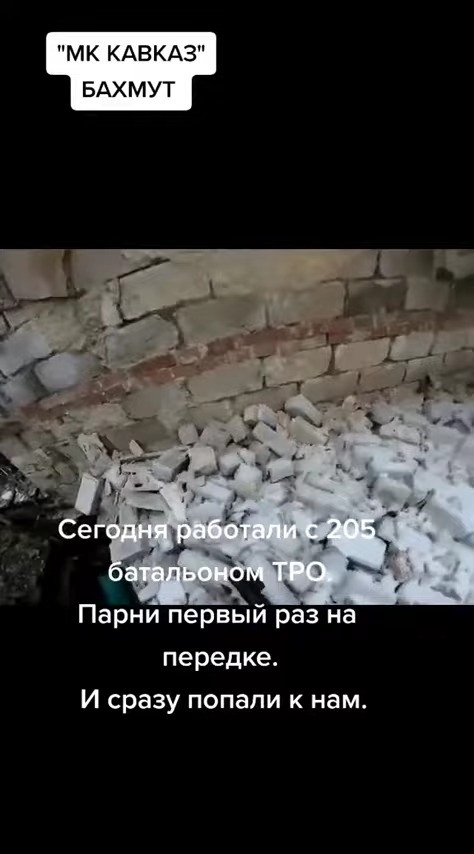 "МК КАВКАЗ"
БАХМУТ
Сегодня работали с 205
батальоном ТРО.
Парни первый раз на
передке.
И сразу попали к нам.